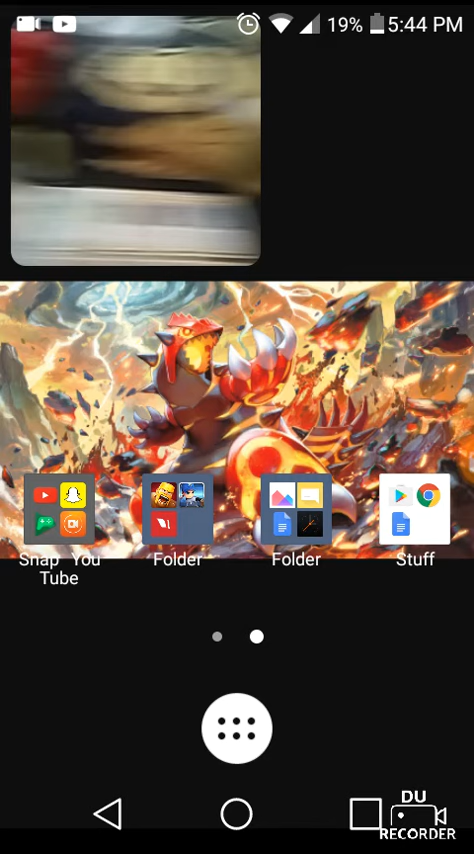 19% 5:44 PM
Snap You Tube
Folder
Folder
Stuff
DU
RECORDER